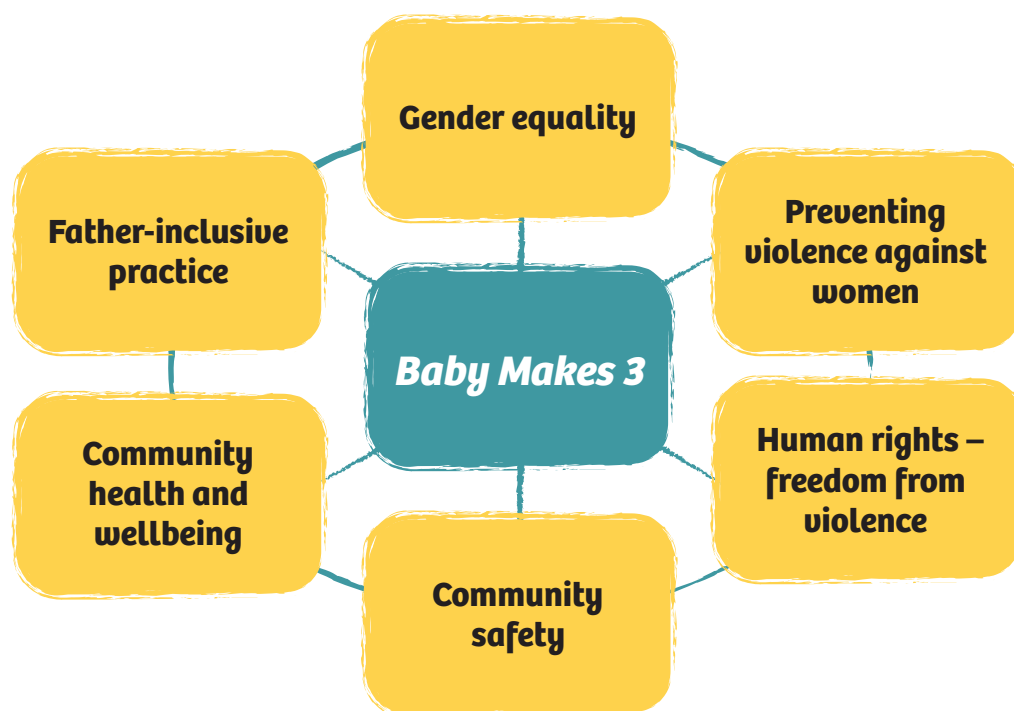 Gender equality
Father-inclusive
practice
Preventing
violence against
women
Baby Makes 3
Community
health and
wellbeing
Human rights –
freedom from
violence
Community
safety